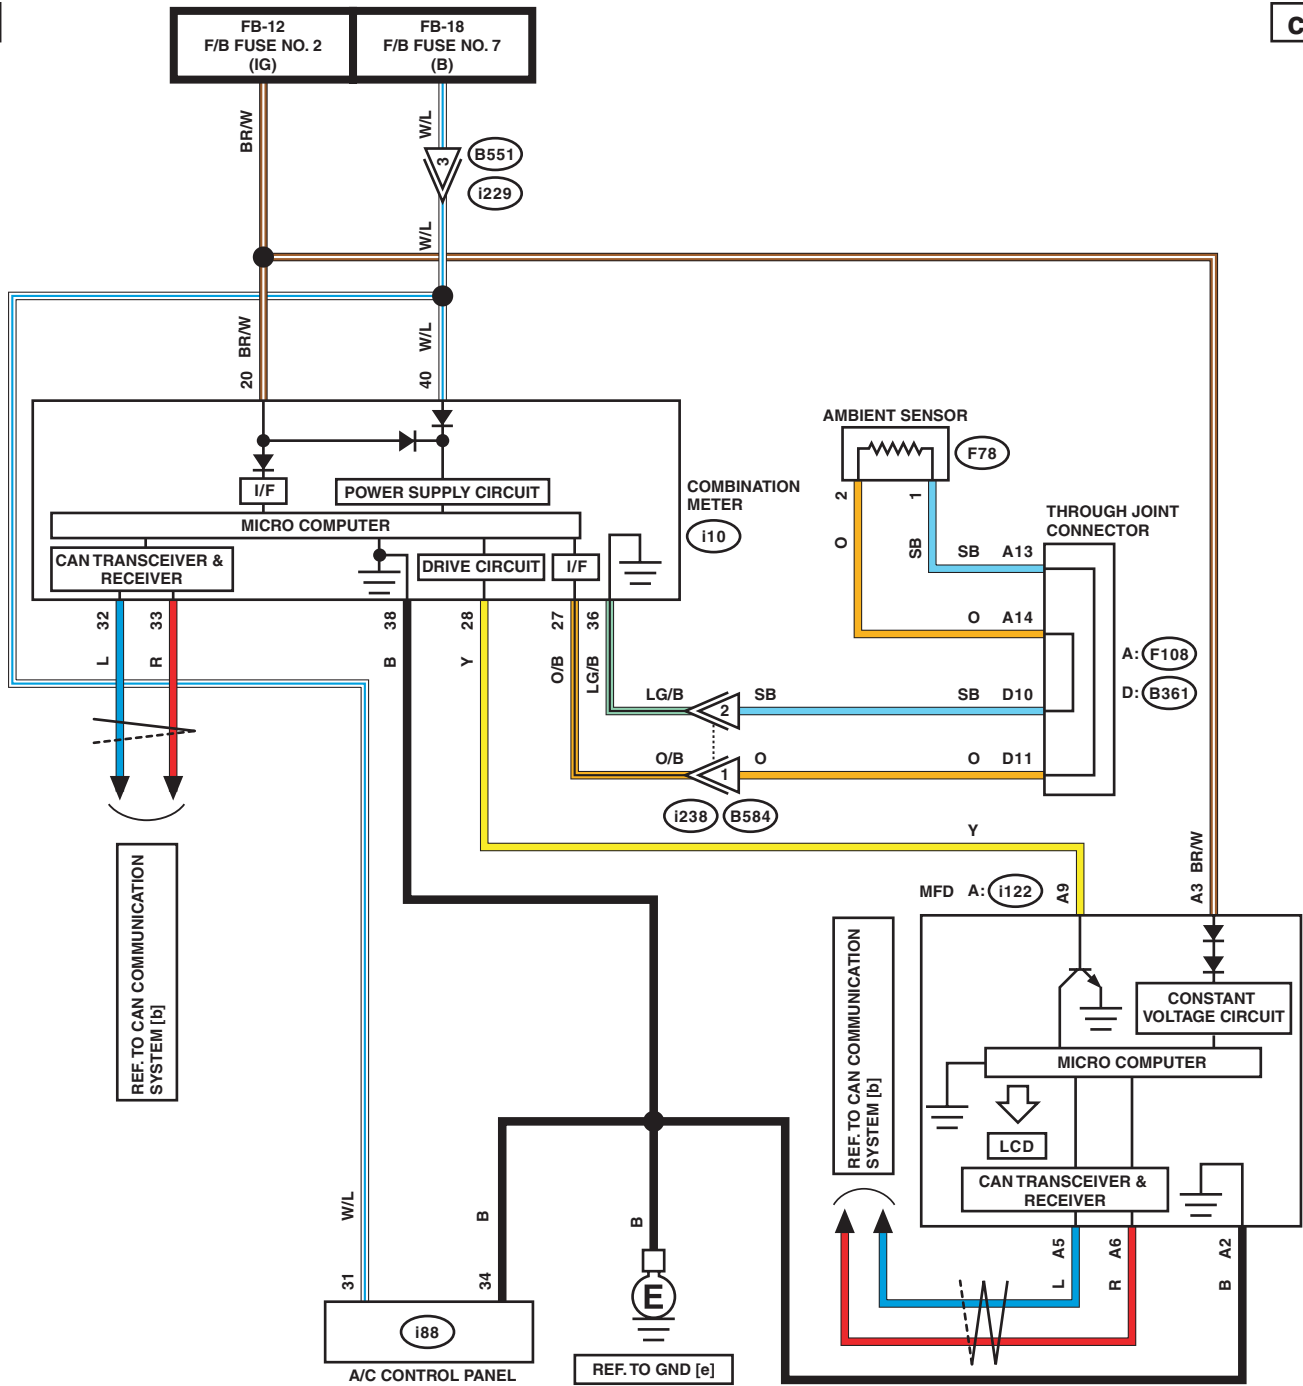 FB-12
F/B FUSE NO. 2
(IG)
FB-18
F/B FUSE NO. 7
(B)
C
BR/W
W/L
3
B551
i229
W/L
BR/W
W/L
20
40
AMBIENT SENSOR
F78
2
1
O
SB
COMBINATION
METER
i10
I/F
POWER SUPPLY CIRCUIT
MICRO COMPUTER
CAN TRANSCEIVER &
RECEIVER
DRIVE CIRCUIT
I/F
THROUGH JOINT
CONNECTOR
SB A13
O A14
A: F108
D: B361
32
33
38
28
27
36
L
R
B
Y
O/B
LG/B
LG/B
2
SB
SB D10
O/B
1
O
O D11
i238
B584
Y
MFD A: i122
A9
A3 BR/W
REF. TO CAN COMMUNICATION
SYSTEM [b]
REF. TO CAN COMMUNICATION
SYSTEM [b]
CONSTANT
VOLTAGE CIRCUIT
MICRO COMPUTER
LCD
CAN TRANSCEIVER &
RECEIVER
W/L
B
B
31
34
E
A5
A6
A2
L
R
B
i88
A/C CONTROL PANEL
REF. TO GND [e]